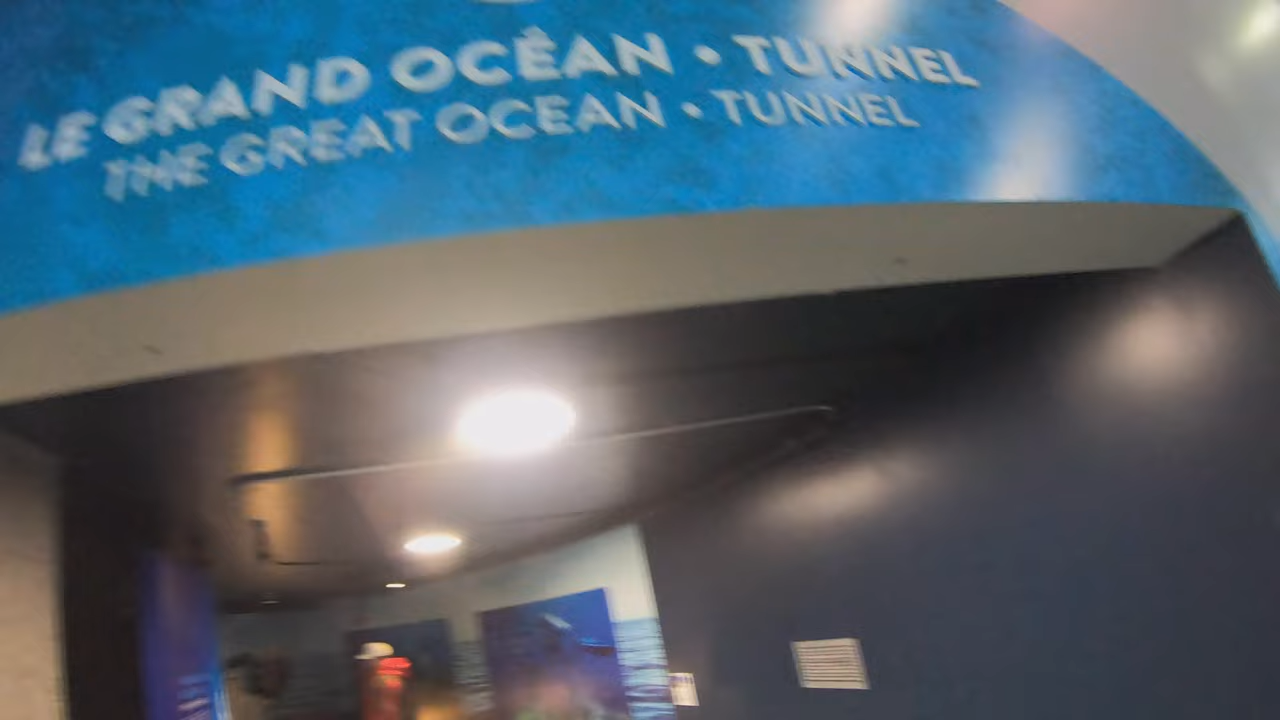 LE GRAND OCÉAN • TUNNEL
THE GREAT OCEAN • TUNNEL